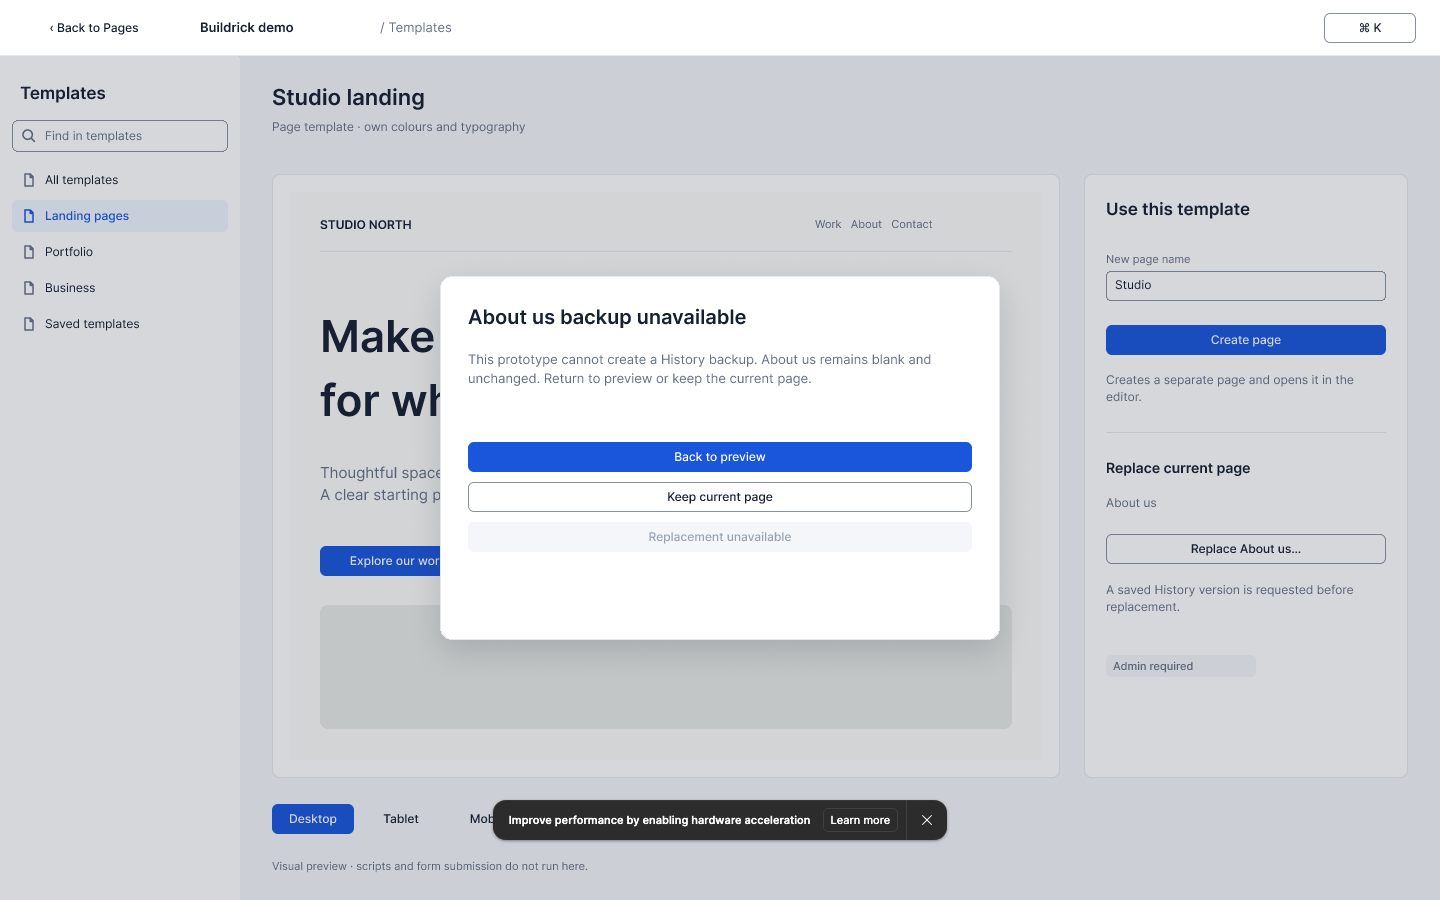 ‹ Back to Pages
Buildrick demo
/ Templates
⌘ K
Templates
Find in templates
All templates
Landing pages
Portfolio
Business
Saved templates
Studio landing
Page template · own colours and typography
STUDIO NORTH
Work About Contact
Make
for wh
Thoughtful space
A clear starting p
Explore our wor
About us backup unavailable
This prototype cannot create a History backup. About us remains blank and
unchanged. Return to preview or keep the current page.
Back to preview
Keep current page
Replacement unavailable
Use this template
New page name
Studio
Create page
Creates a separate page and opens it in the
editor.
Replace current page
About us
Replace About us...
A saved History version is requested before
replacement.
Admin required
Desktop
Tablet
Mob
Improve performance by enabling hardware acceleration
Learn more
Visual preview · scripts and form submission do not run here.